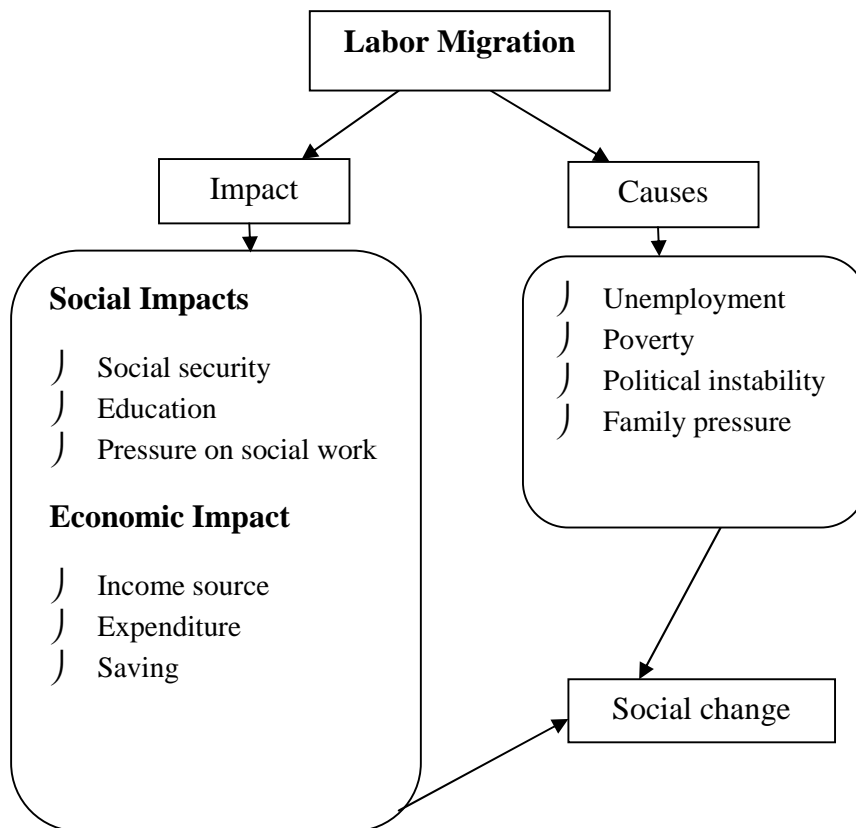 Labor Migration
Impact
Causes
Social Impacts
Social security
Education
Pressure on social work
Economic Impact
Income source
Expenditure
Saving
Unemployment
Poverty
Political instability
Family pressure
Social change